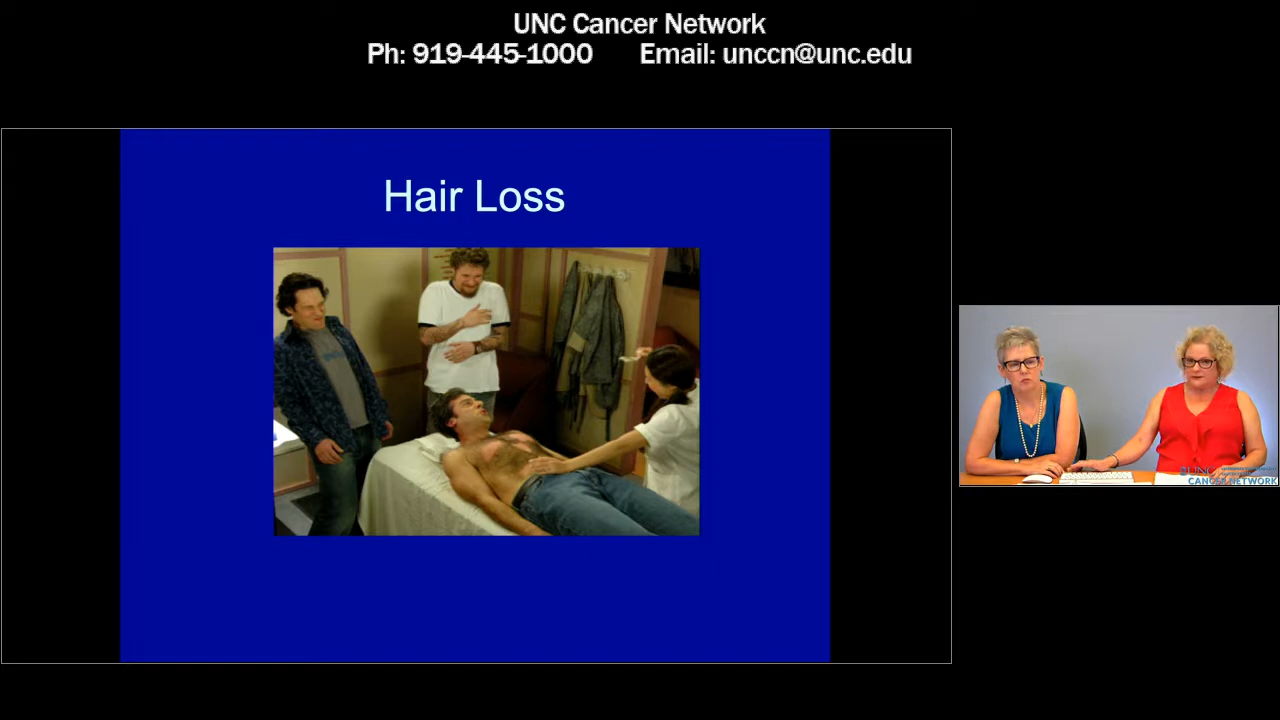 UNC Cancer Network
Ph: 919-445-1000 Email: unccn@unc.edu
Hair Loss
UNC
CANCER NETWORK